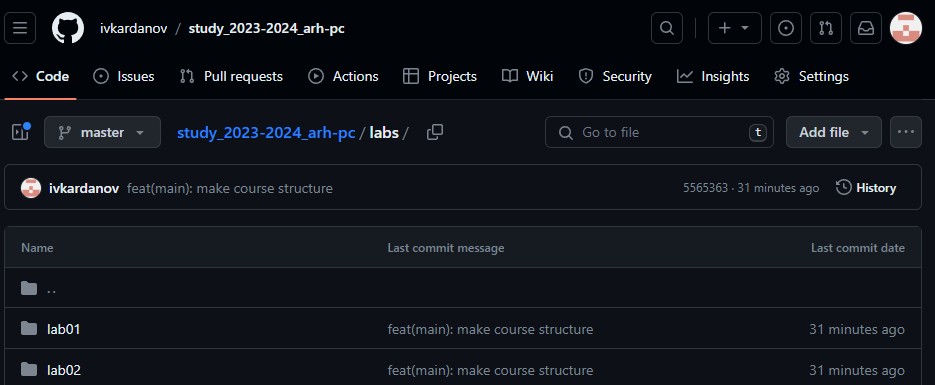 ivkardanov / study_2023-2024_arh-pc
Code Issues Pull requests Actions Projects Wiki Security Insights Settings
master study_2023-2024_arh-pc / labs / Go to file t Add file
ivkardanov feat(main): make course structure 5565363 · 31 minutes ago History
Name Last commit message Last commit date
..
lab01 feat(main): make course structure 31 minutes ago
lab02 feat(main): make course structure 31 minutes ago